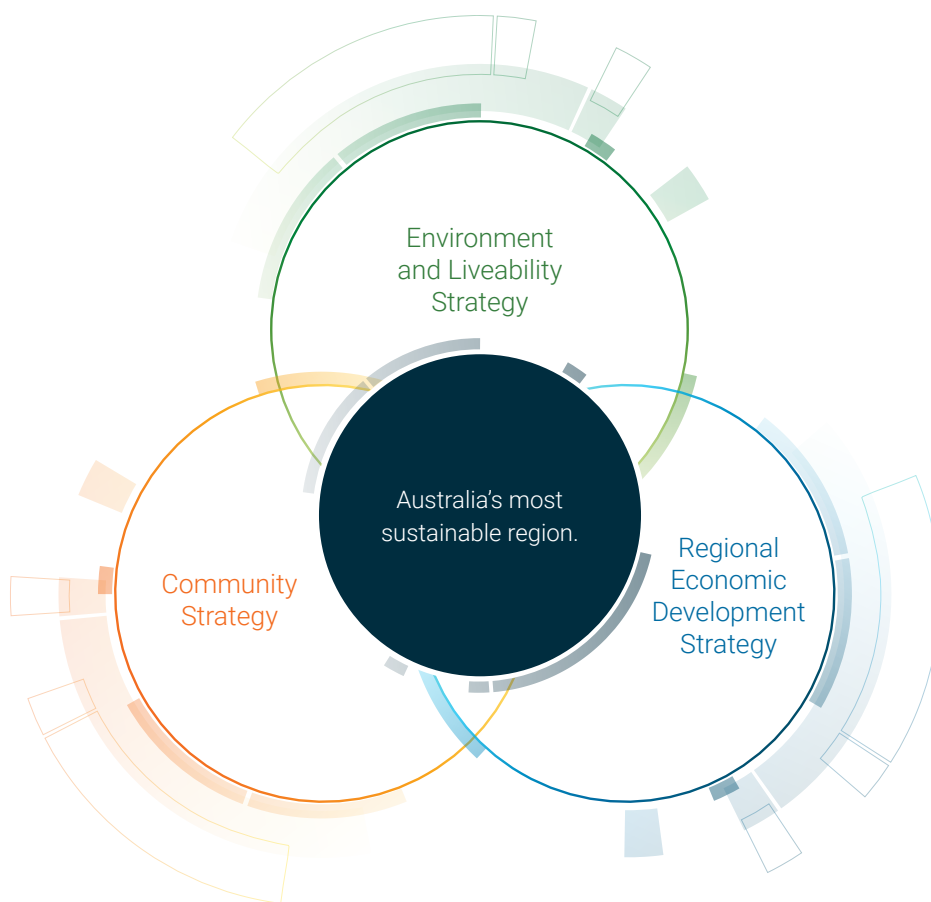 Environment
and Liveability
Strategy
Australia's most
sustainable region.
Community
Strategy
Regional
Economic
Development
Strategy